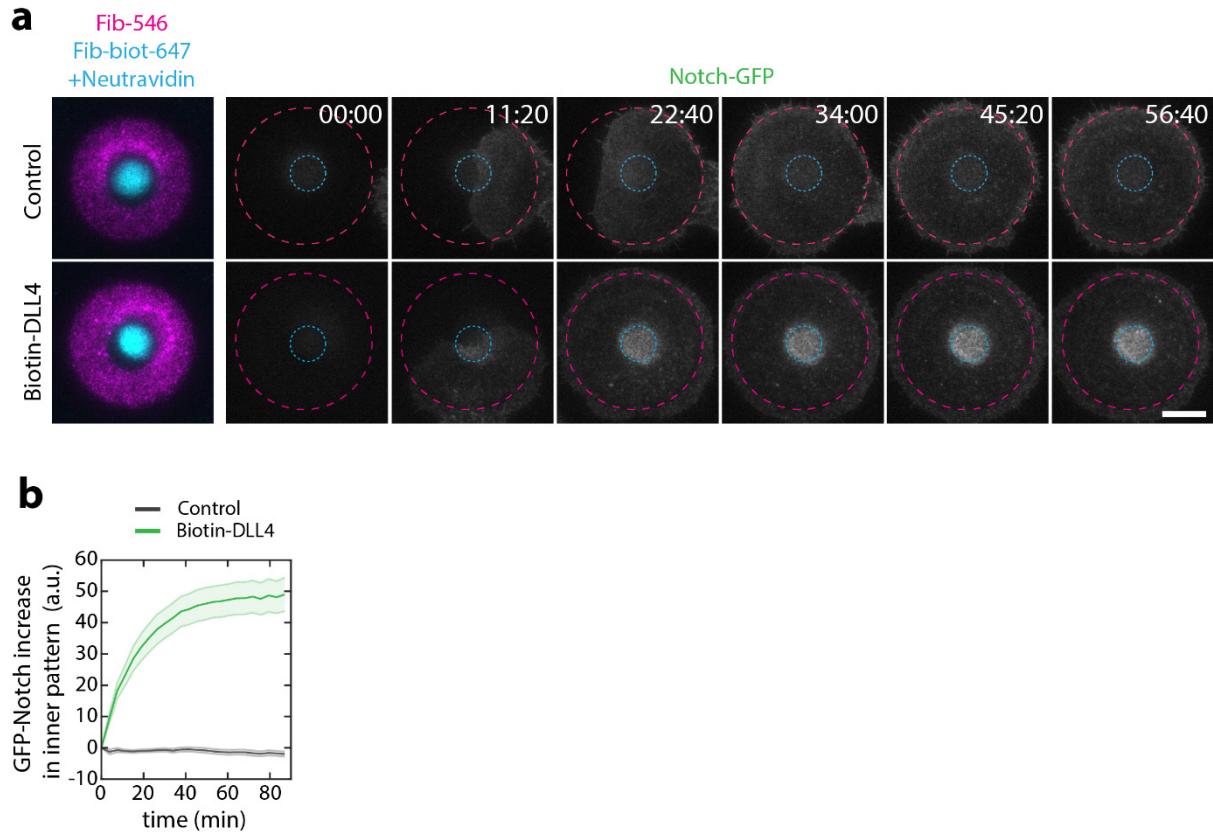 a
Fib-546
Fib-biot-647
+Neutravidin
Notch-GFP
Control
00:00
11:20
22:40
34:00
45:20
56:40
Biotin-DLL4
b
Control
Biotin-DLL4
GFP-Notch increase
in inner pattern (a.u.)
60
50
40
30
20
10
0
-10
0
20
40
60
80
time (min)